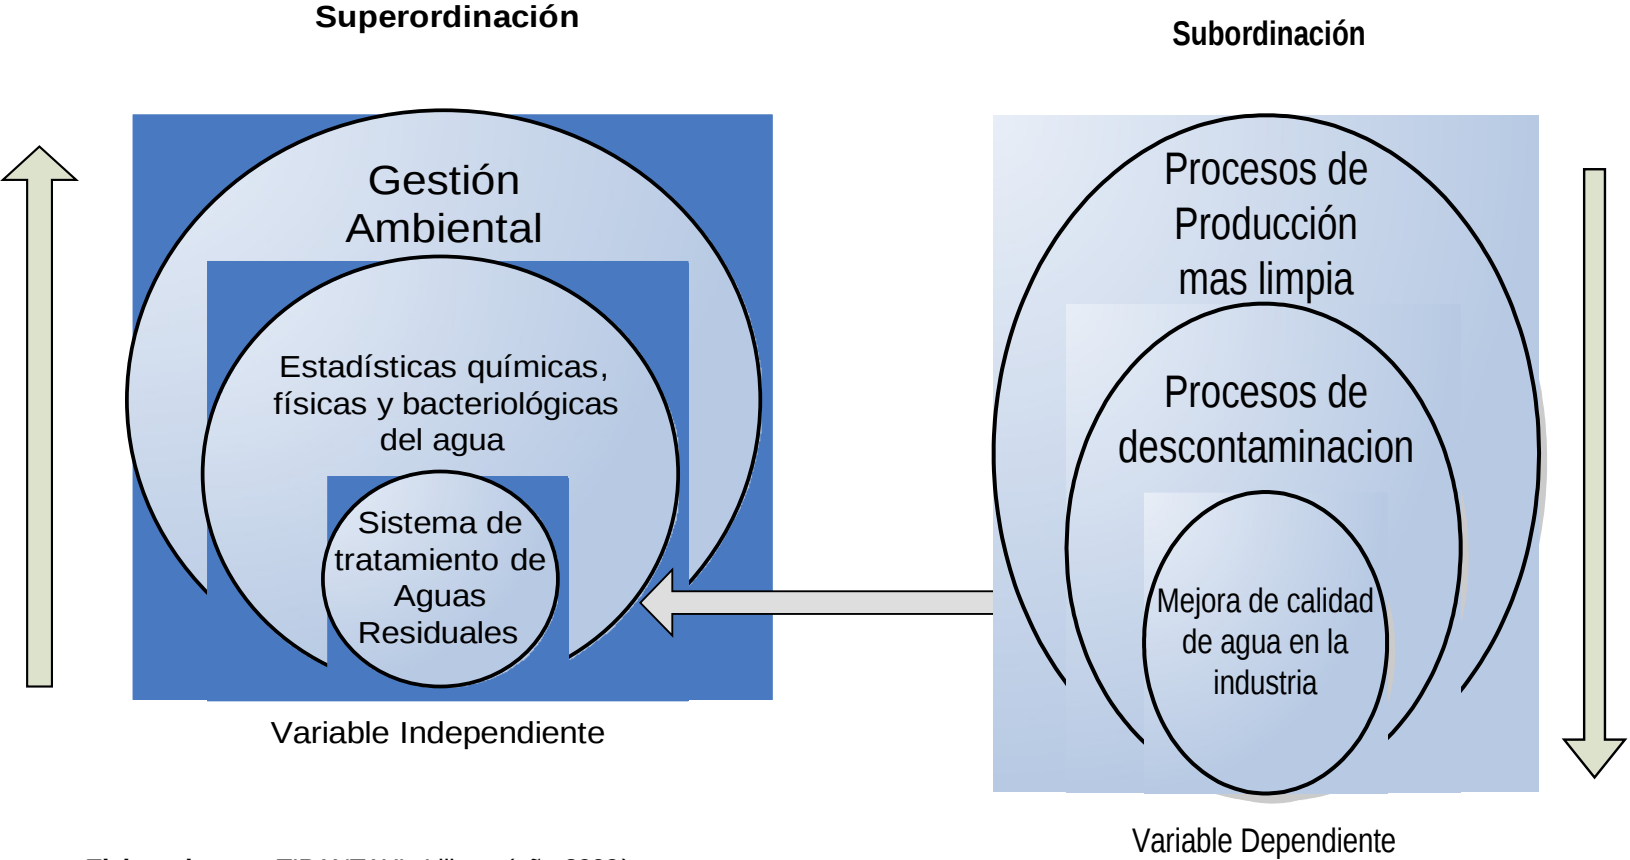 Superordinación
Subordinación
Gestión
Ambiental
Estadísticas químicas,
físicas y bacteriológicas
del agua
Sistema de
tratamiento de
Aguas
Residuales
Variable Independiente
Procesos de
Producción
mas limpia
Procesos de
descontaminacion
Mejora de calidad
de agua en la
industria
Variable Dependiente